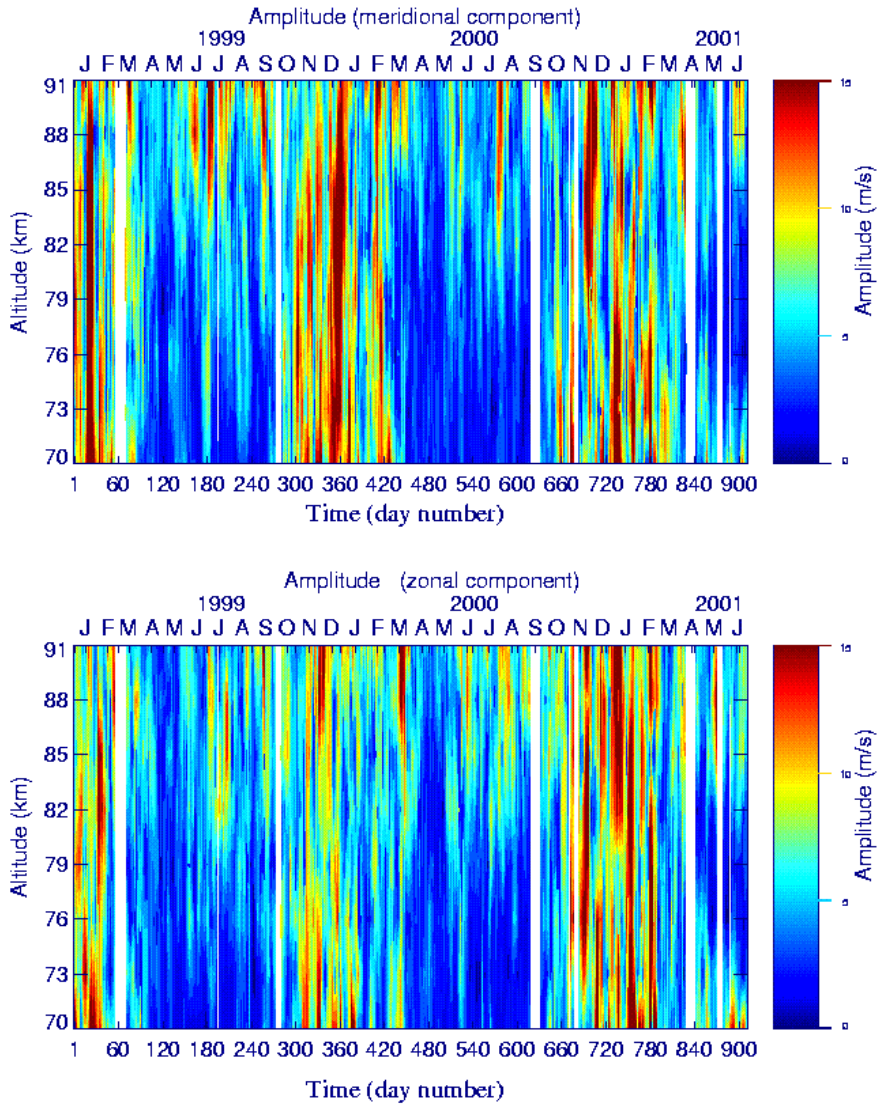 Amplitude (meridional component)
1999 2000 2001
J F M A M J J A S O N D J F M A M J J A S O N D J F M A M J
91
88
85
82
79
76
73
70
Altitude (km)
1 60 120 180 240 300 360 420 480 540 600 660 720 780 840 900
Time (day number)
15
10
5
0
Amplitude (m/s)
Amplitude (zonal component)
1999 2000 2001
J F M A M J J A S O N D J F M A M J J A S O N D J F M A M J
91
88
85
82
79
76
73
70
Altitude (km)
1 60 120 180 240 300 360 420 480 540 600 660 720 780 840 900
Time (day number)
15
10
5
0
Amplitude (m/s)